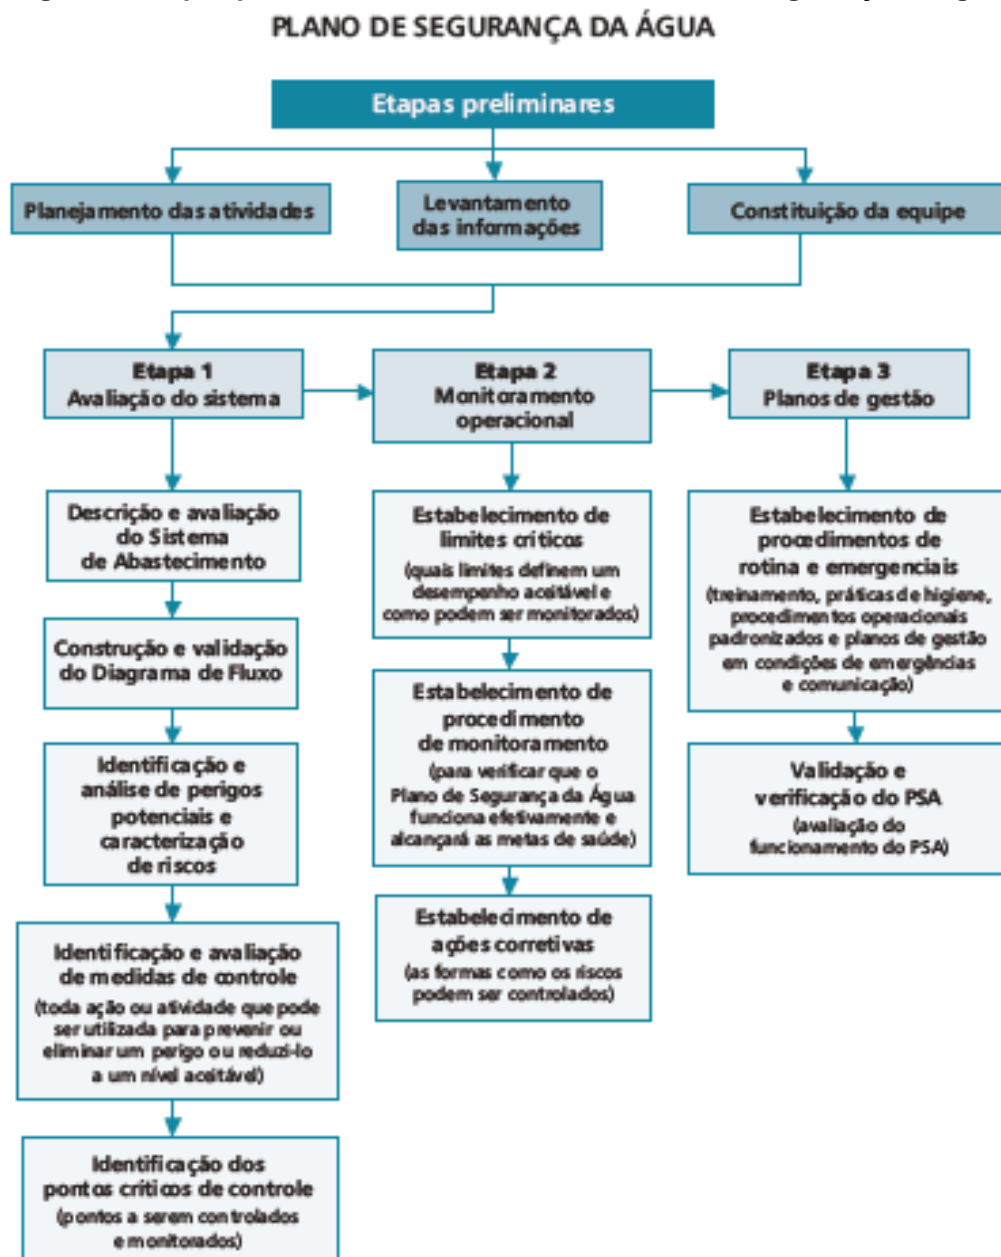 PLANO DE SEGURANÇA DA ÁGUA
Etapas preliminares
Planejamento das atividades
Levantamento
das informações
Constituição da equipe
Etapa 1
Avaliação do sistema
Etapa 2
Monitoramento
operacional
Etapa 3
Planos de gestão
Descrição e avaliação
do Sistema
de Abastecimento
Construção e validação
do Diagrama de Fluxo
Identificação e
análise de perigos
potenciais e
caracterização
de riscos
Identificação e avaliação
de medidas de controle
(toda ação ou atividade que pode
ser utilizada para prevenir ou
eliminar um perigo ou reduzi-lo
a um nível aceitável)
Identificação dos
pontos críticos de controle
(pontos a serem controlados
e monitorados)
Estabelecimento de
limites críticos
(quais limites definem um
desempenho aceitável e
como podem ser monitorados)
Estabelecimento de
procedimento
de monitoramento
(para verificar que o
Plano de Segurança da Água
funciona efetivamente e
alcançará as metas de saúde)
Estabelecimento de
ações corretivas
(as formas como os riscos
podem ser controlados)
Estabelecimento de
procedimentos de
rotina e emergenciais
(treinamento, práticas de higiene,
procedimentos operacionais
padronizados e planos de gestão
em condições de emergências
e comunicação)
Validação e
verificação do PSA
(avaliação do
funcionamento do PSA)